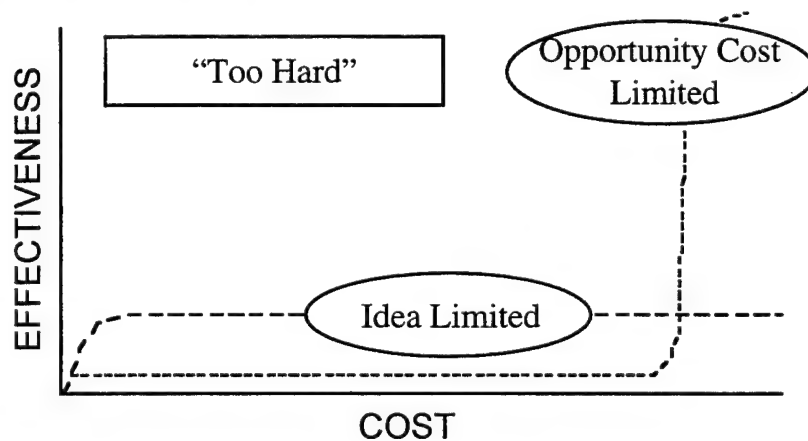 “Too Hard”
Opportunity Cost
Limited
EFFECTIVENESS
Idea Limited
COST